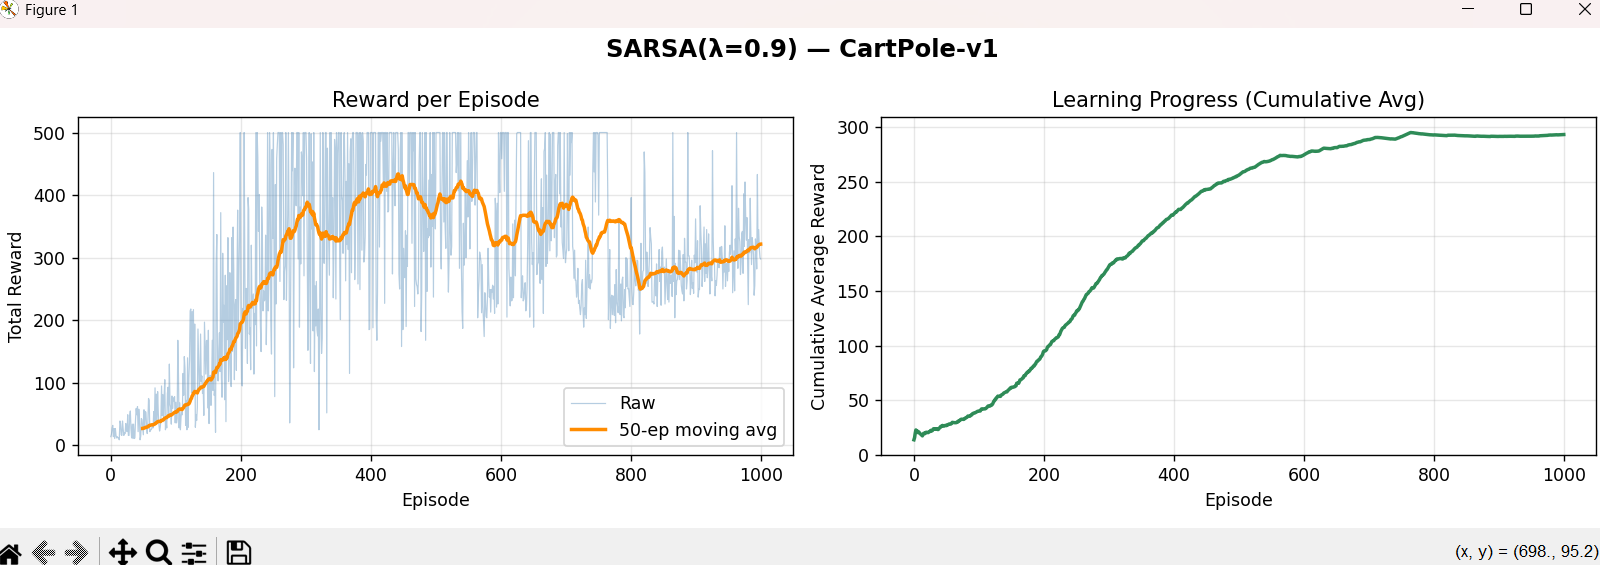 Figure 1
SARSA(λ=0.9) — CartPole-v1
Reward per Episode
500
400
300
200
100
0
Total Reward
0 200 400 600 800 1000
Episode
Raw
50-ep moving avg
Learning Progress (Cumulative Avg)
300
250
200
150
100
50
0
Cumulative Average Reward
0 200 400 600 800 1000
Episode
(x, y) = (698., 95.2)